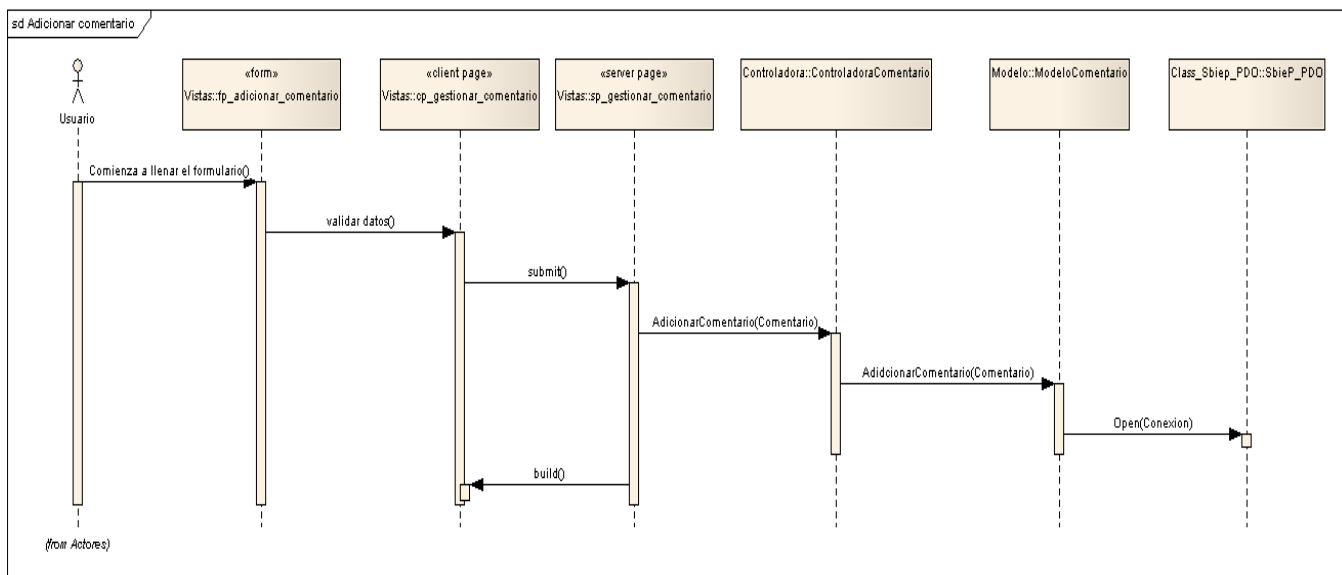 sd Adicionar comentario
Usuario
«form»
Vistas::fp_adicionar_comentario
«client page»
Vistas::cp_gestionar_comentario
«server page»
Vistas::sp_gestionar_comentario
Controladora::ControladoraComentario
Modelo::ModeloComentario
Class_Sbiep_PDO::SbieP_PDO
Comienza a llenar el formulario()
validar datos()
submit()
AdicionarComentario(Comentario)
AdidcionarComentario(Comentario)
Open(Conexion)
build()
(from Actores)